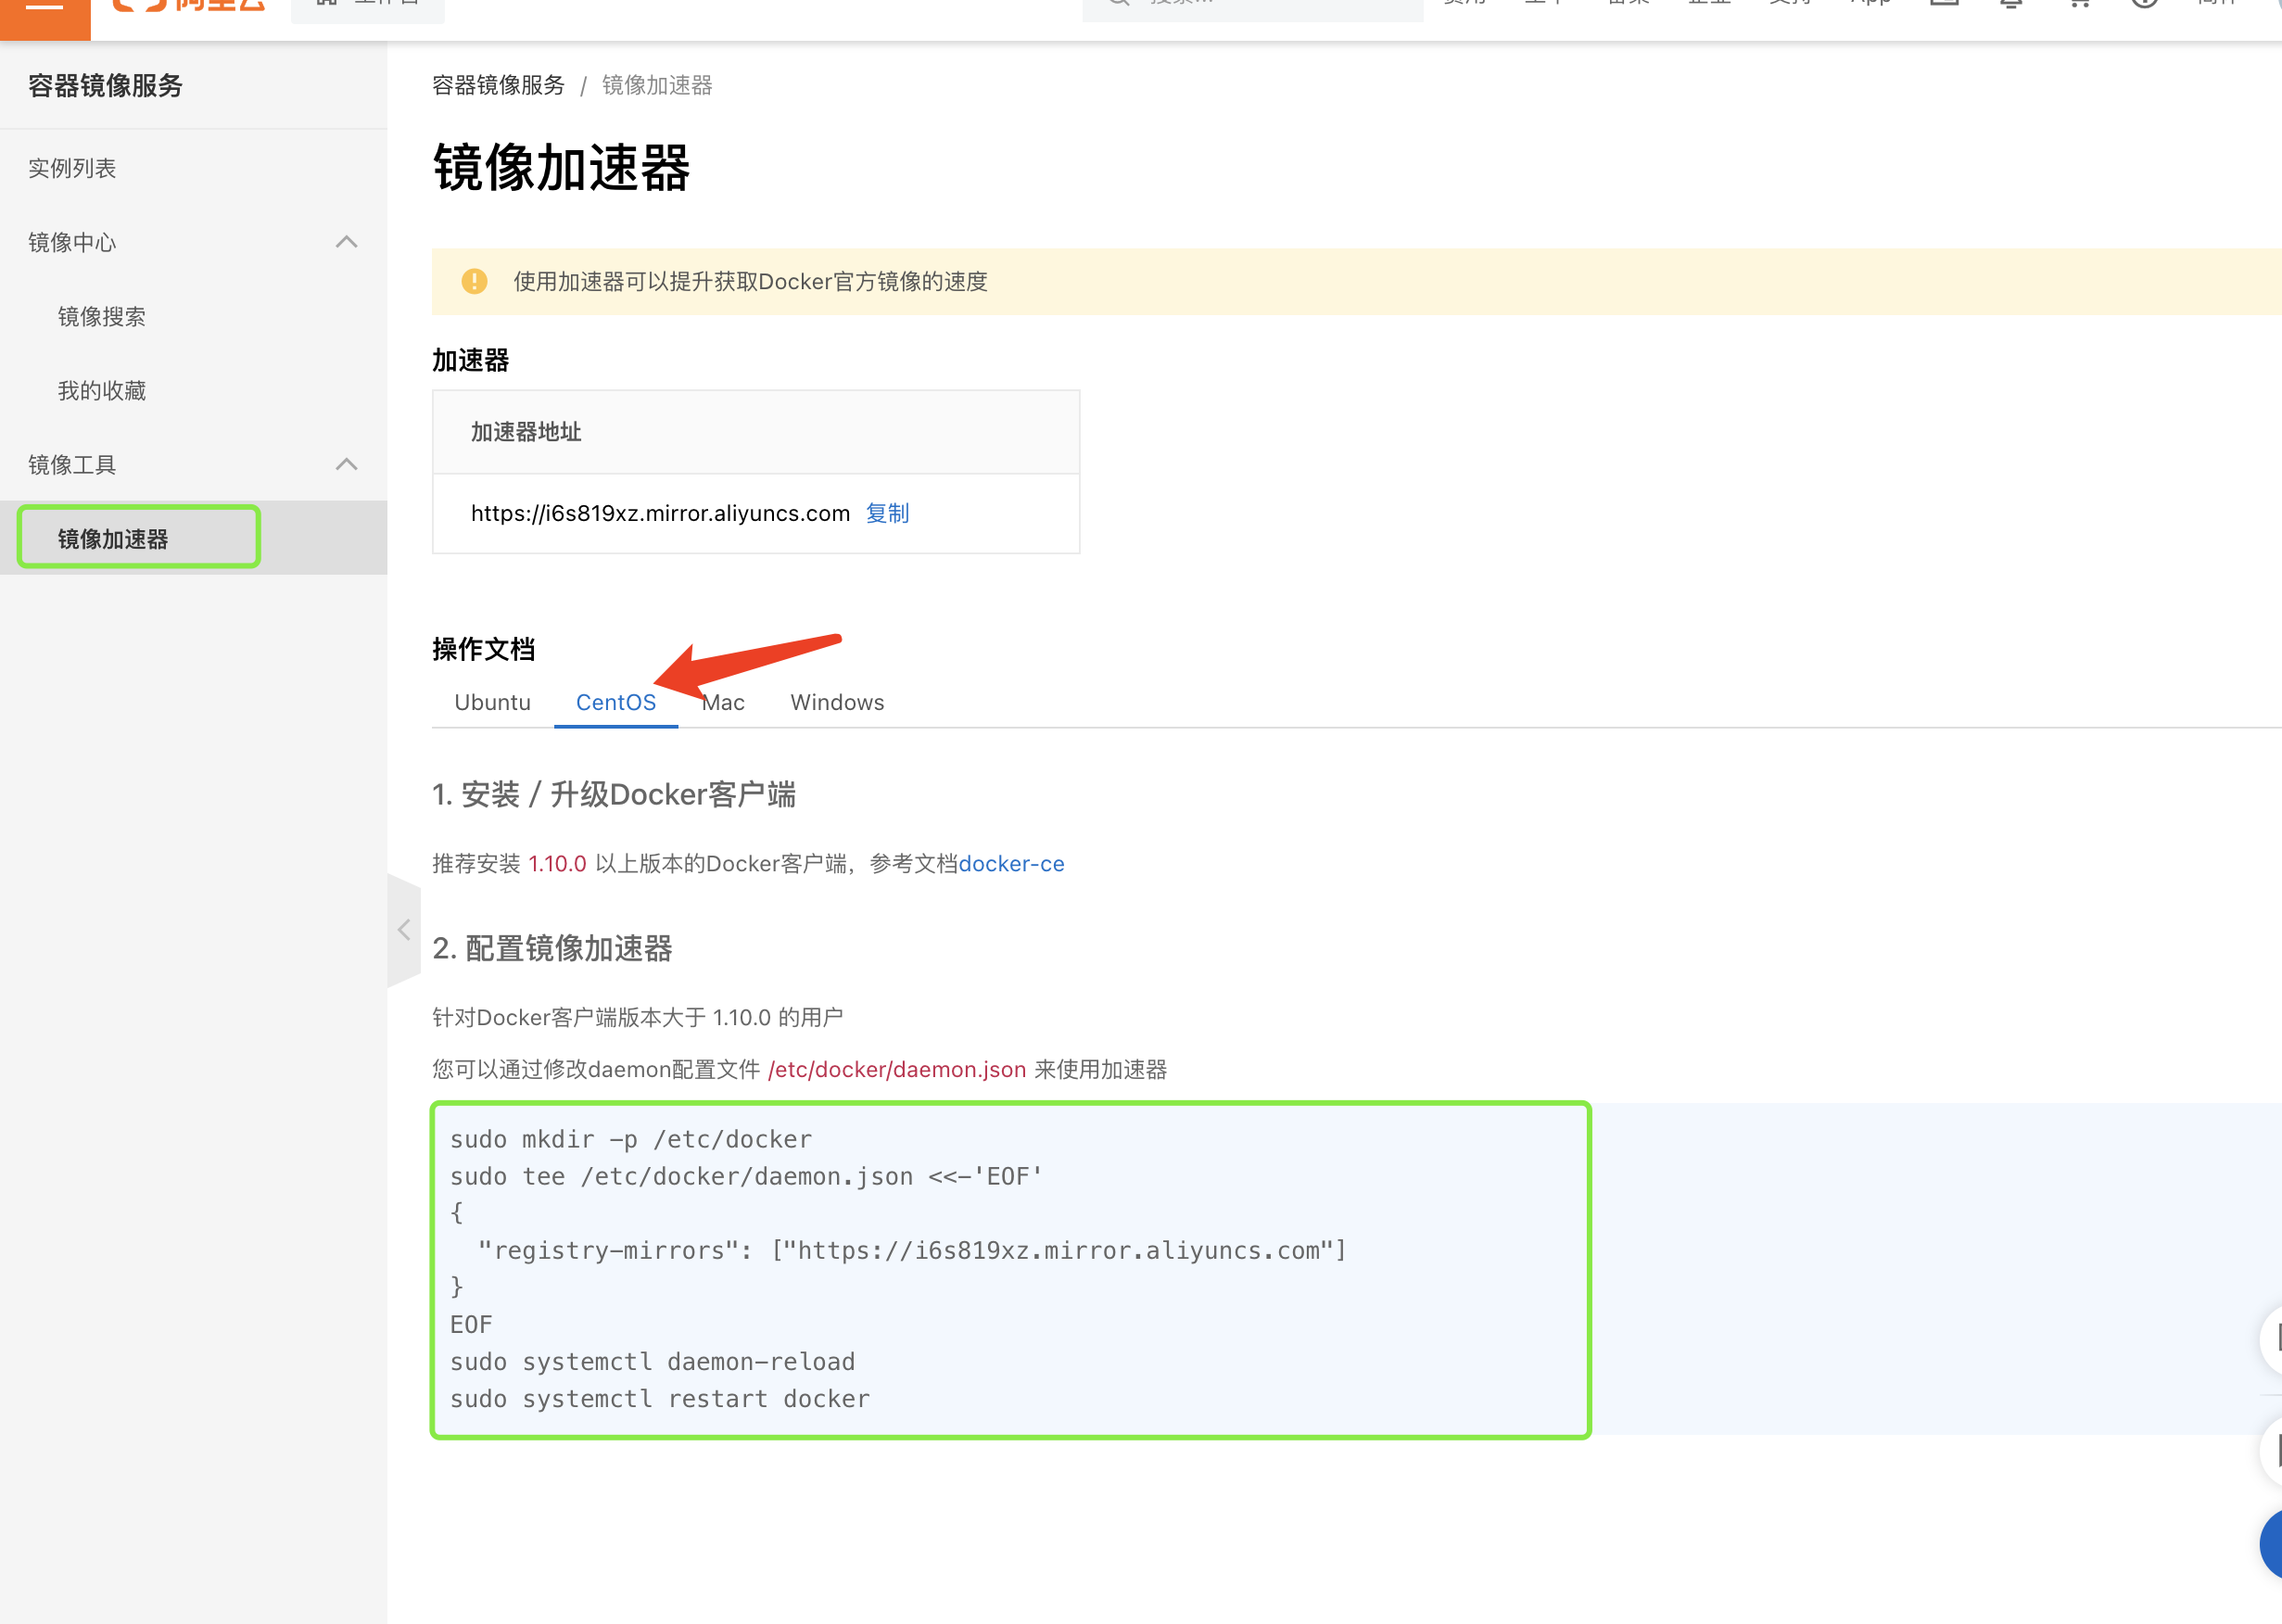 阿里云
工作台
搜索...
App
容器镜像服务
实例列表
镜像中心
镜像搜索
我的收藏
镜像工具
镜像加速器
容器镜像服务 / 镜像加速器
镜像加速器
使用加速器可以提升获取Docker官方镜像的速度
加速器
加速器地址
https://i6s819xz.mirror.aliyuncs.com 复制
操作文档
Ubuntu CentOS Mac Windows
1. 安装 / 升级Docker客户端
推荐安装 1.10.0 以上版本的Docker客户端，参考文档docker-ce
2. 配置镜像加速器
针对Docker客户端版本大于 1.10.0 的用户
您可以通过修改daemon配置文件 /etc/docker/daemon.json 来使用加速器
sudo mkdir -p /etc/docker
sudo tee /etc/docker/daemon.json <<-'EOF'
{
  "registry-mirrors": ["https://i6s819xz.mirror.aliyuncs.com"]
}
EOF
sudo systemctl daemon-reload
sudo systemctl restart docker